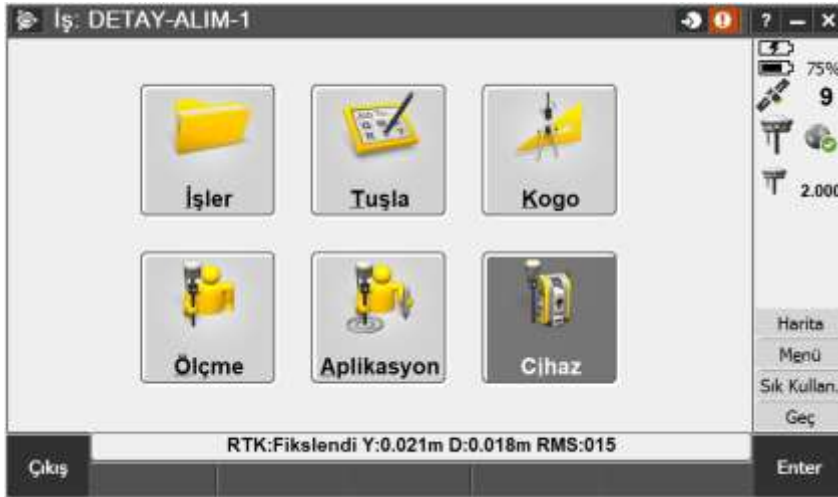 İş: DETAY-ALIM-1
? – X
75%
9
2.000
İşler
Tuşla
Kogo
Ölçme
Aplikasyon
Cihaz
Harita
Menü
Sık Kullan.
Geç
RTK:Fikslendi Y:0.021m D:0.018m RMS:015
Çıkış
Enter